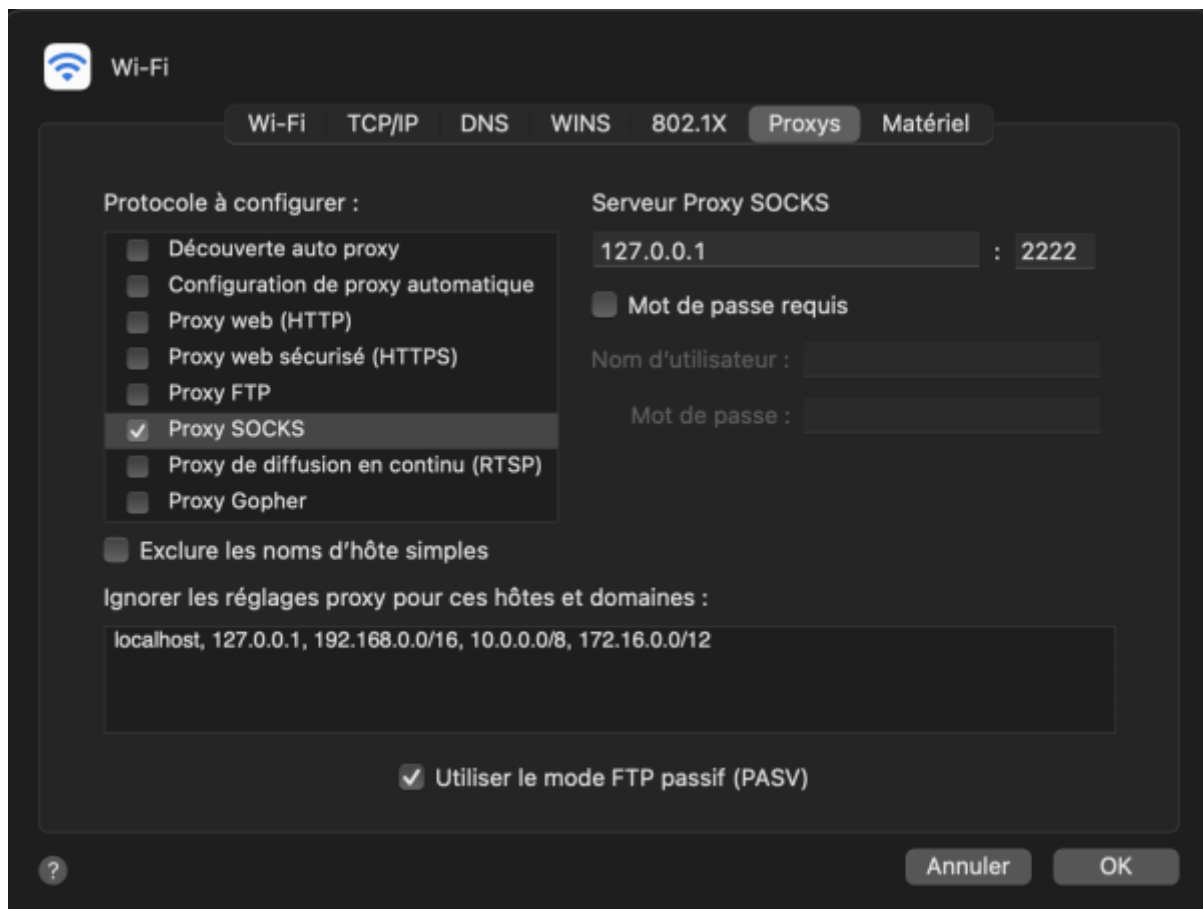 Wi-Fi
Wi-Fi TCP/IP DNS WINS 802.1X Proxys Matériel
Protocole à configurer :
Découverte auto proxy
Configuration de proxy automatique
Proxy web (HTTP)
Proxy web sécurisé (HTTPS)
Proxy FTP
Proxy SOCKS
Proxy de diffusion en continu (RTSP)
Proxy Gopher
Serveur Proxy SOCKS
127.0.0.1 : 2222
Mot de passe requis
Nom d’utilisateur :
Mot de passe :
Exclure les noms d’hôte simples
Ignorer les réglages proxy pour ces hôtes et domaines :
localhost, 127.0.0.1, 192.168.0.0/16, 10.0.0.0/8, 172.16.0.0/12
Utiliser le mode FTP passif (PASV)
? Annuler OK